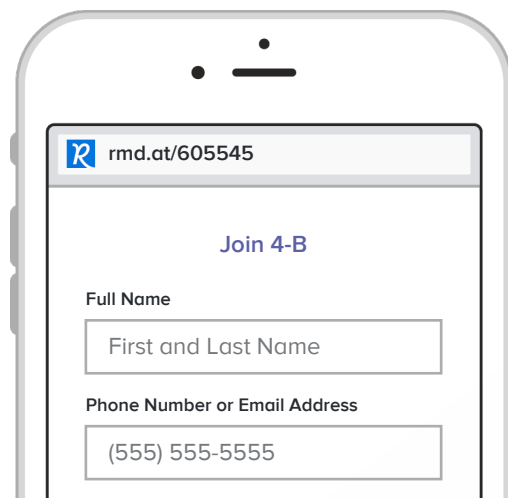 R rmd.at/605545
Join 4-B
Full Name
First and Last Name
Phone Number or Email Address
(555) 555-5555